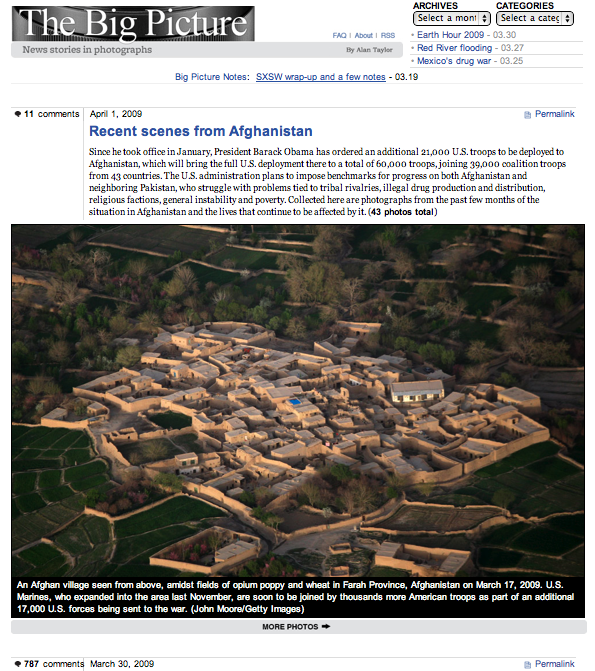 The Big Picture
News stories in photographs
By Alan Taylor
FAQ | About | RSS
ARCHIVES
CATEGORIES
Select a mont
Select a categ
• Earth Hour 2009 - 03.30
• Red River flooding - 03.27
• Mexico's drug war - 03.25
Big Picture Notes: SXSW wrap-up and a few notes - 03.19
11 comments
April 1, 2009
Permalink
Recent scenes from Afghanistan
Since he took office in January, President Barack Obama has ordered an additional 21,000 U.S. troops to be deployed to
Afghanistan, which will bring the full U.S. deployment there to a total of 60,000 troops, joining 39,000 coalition troops
from 43 countries. The U.S. administration plans to impose benchmarks for progress on both Afghanistan and
neighboring Pakistan, who struggle with problems tied to tribal rivalries, illegal drug production and distribution,
religious factions, general instability and poverty. Collected here are photographs from the past few months of the
situation in Afghanistan and the lives that continue to be affected by it. (43 photos total)
An Afghan village seen from above, amidst fields of opium poppy and wheat in Farah Province, Afghanistan on March 17, 2009. U.S.
Marines, who expanded into the area last November, are soon to be joined by thousands more American troops as part of an additional
17,000 U.S. forces being sent to the war. (John Moore/Getty Images)
MORE PHOTOS
787 comments
March 30, 2009
Permalink